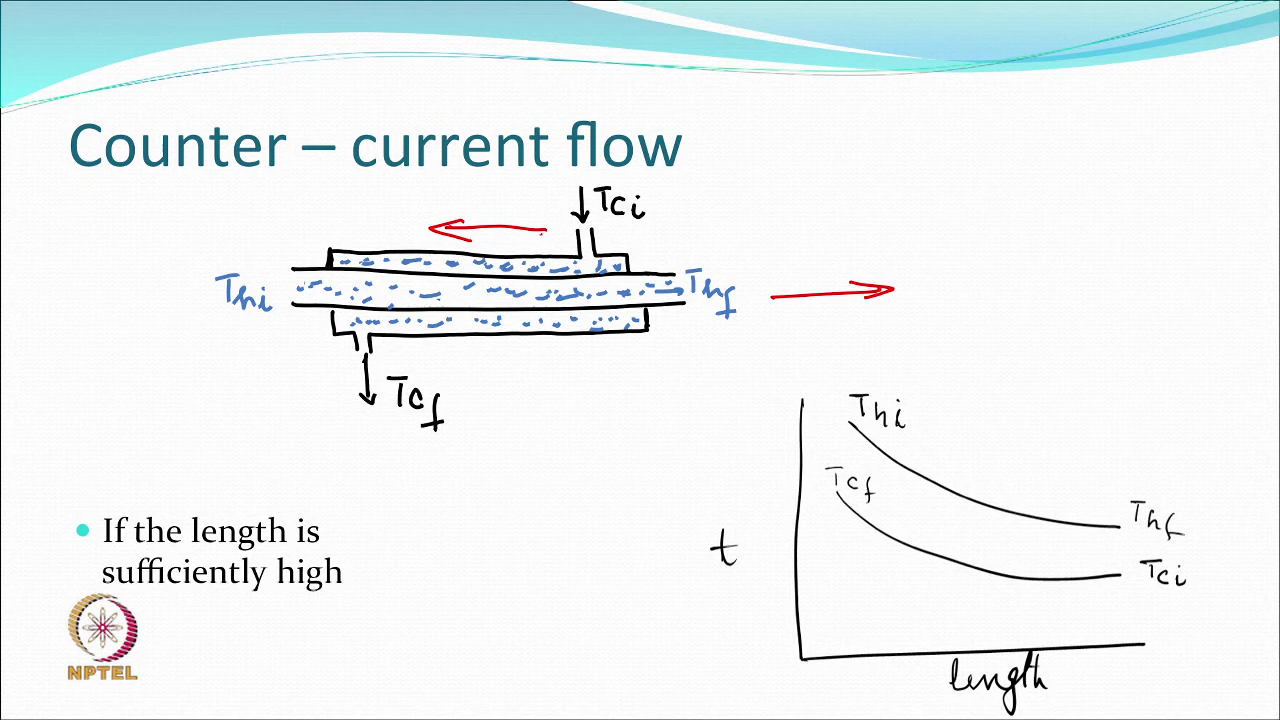 Counter – current flow
Tci
Thi
Thf
Tcf
Thi
Tcf
Thf
t
Tci
• If the length is
sufficiently high
length
NPTEL